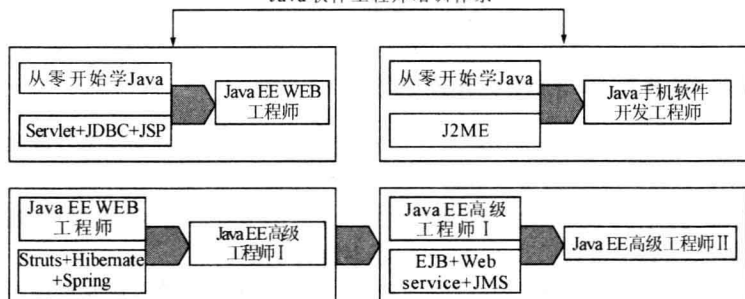 从零开始学Java
Servlet+JDBC+JSP
Java EE WEB
工程师
从零开始学Java
J2ME
Java手机软件
开发工程师
Java EE WEB
工程师
Struts+Hibernate
+Spring
Java EE高级
工程师Ⅰ
Java EE高级
工程师Ⅰ
EJB+Web
service+JMS
Java EE高级工程师Ⅱ